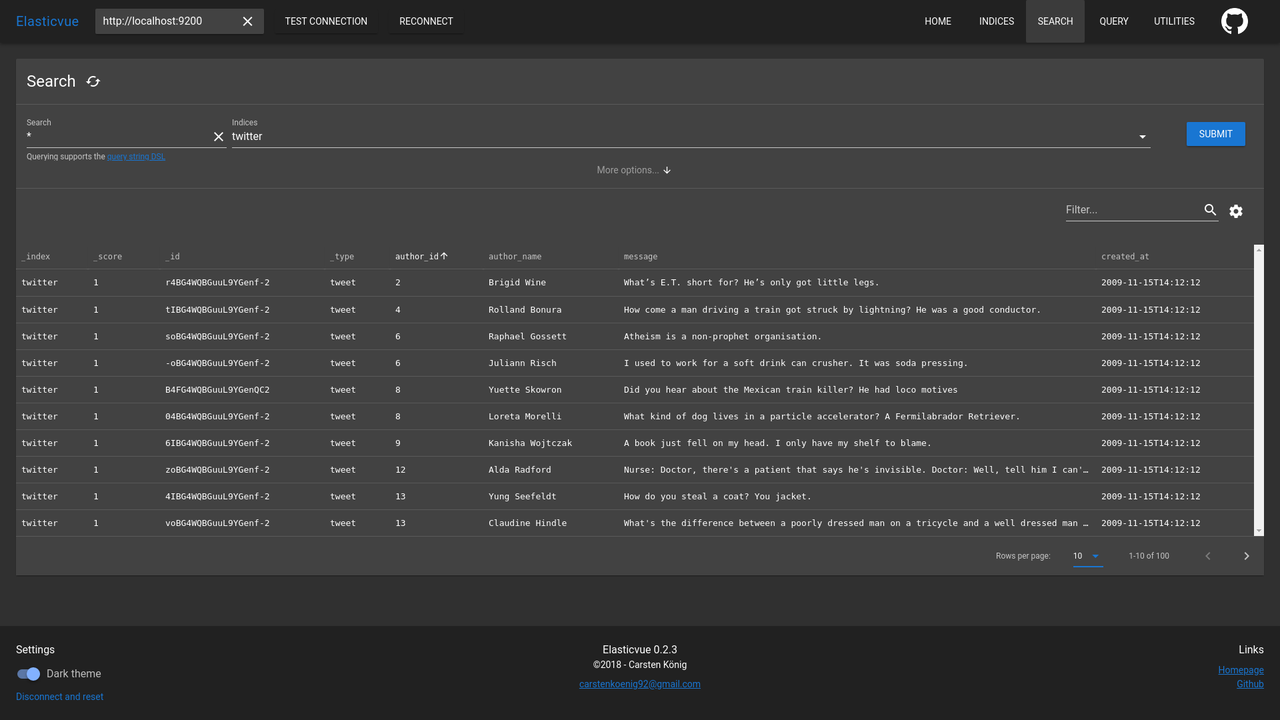 Elasticvue http://localhost:9200 TEST CONNECTION RECONNECT HOME INDICES SEARCH QUERY UTILITIES
Search
Search Indices
* twitter SUBMIT
Querying supports the query string DSL
More options...
Filter...
_index _score _id _type author_id author_name message created_at
twitter 1 r4BG4WQBGuuL9YGenf-2 tweet 2 Brigid Wine What’s E.T. short for? He’s only got little legs. 2009-11-15T14:12:12
twitter 1 tIBG4WQBGuuL9YGenf-2 tweet 4 Rolland Bonura How come a man driving a train got struck by lightning? He was a good conductor. 2009-11-15T14:12:12
twitter 1 soBG4WQBGuuL9YGenf-2 tweet 6 Raphael Gossett Atheism is a non-prophet organisation. 2009-11-15T14:12:12
twitter 1 -oBG4WQBGuuL9YGenf-2 tweet 6 Juliann Risch I used to work for a soft drink can crusher. It was soda pressing. 2009-11-15T14:12:12
twitter 1 B4FG4WQBGuuL9YGenQC2 tweet 8 Yuette Skowron Did you hear about the Mexican train killer? He had loco motives 2009-11-15T14:12:12
twitter 1 04BG4WQBGuuL9YGenf-2 tweet 8 Loreta Morelli What kind of dog lives in a particle accelerator? A Fermilabrador Retriever. 2009-11-15T14:12:12
twitter 1 6IBG4WQBGuuL9YGenf-2 tweet 9 Kanisha Wojtczak A book just fell on my head. I only have my shelf to blame. 2009-11-15T14:12:12
twitter 1 zoBG4WQBGuuL9YGenf-2 tweet 12 Alda Radford Nurse: Doctor, there's a patient that says he's invisible. Doctor: Well, tell him I can'… 2009-11-15T14:12:12
twitter 1 4IBG4WQBGuuL9YGenf-2 tweet 13 Yung Seefeldt How do you steal a coat? You jacket. 2009-11-15T14:12:12
twitter 1 voBG4WQBGuuL9YGenf-2 tweet 13 Claudine Hindle What's the difference between a poorly dressed man on a tricycle and a well dressed man … 2009-11-15T14:12:12
Rows per page: 10 1-10 of 100
Settings Elasticvue 0.2.3 Links
©2018 - Carsten König
Dark theme Homepage
carstenkoenig92@gmail.com Github
Disconnect and reset